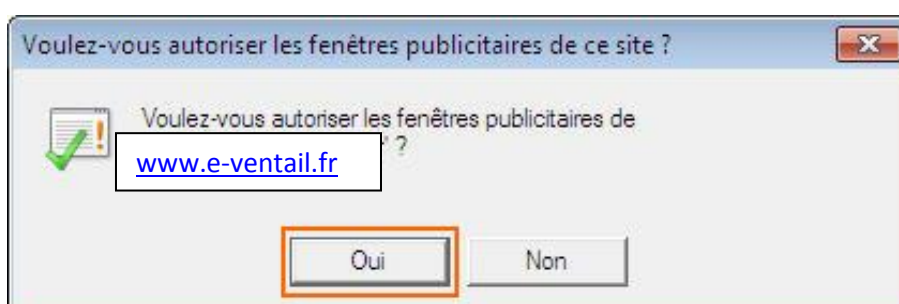 Voulez-vous autoriser les fenêtres publicitaires de ce site ?
Voulez-vous autoriser les fenêtres publicitaires de
www.e-ventail.fr ' ?
Oui
Non